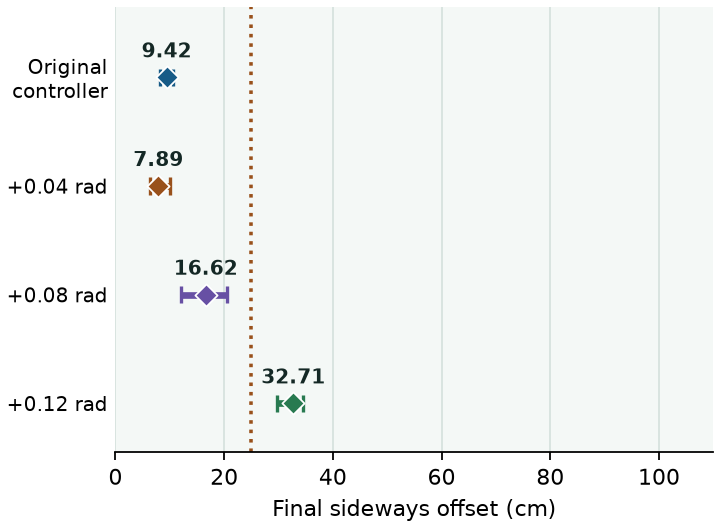 9.42
Original
controller
7.89
+0.04 rad
16.62
+0.08 rad
32.71
+0.12 rad
0 20 40 60 80 100
Final sideways offset (cm)